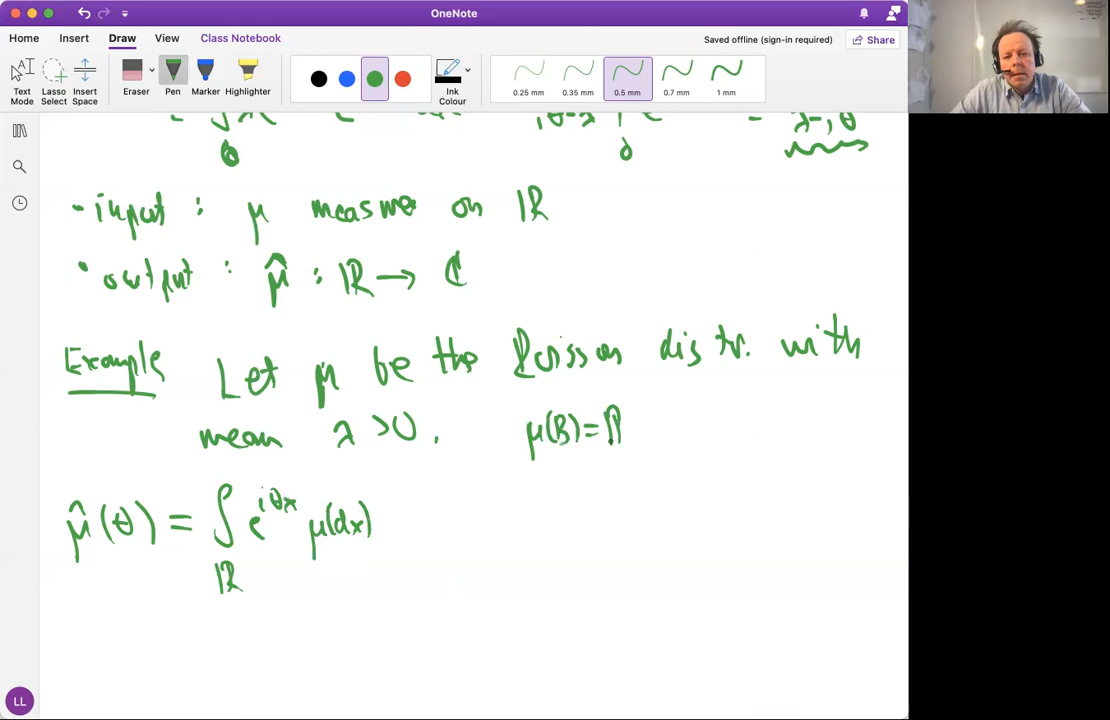 OneNote
Home Insert Draw View Class Notebook
Saved offline (sign-in required) Share
Text Mode Lasso Select Insert Space Eraser Pen Marker Highlighter Ink Colour 0.25 mm 0.35 mm 0.5 mm 0.7 mm 1 mm
• input : μ measure on ℝ
• output : μ̂ : ℝ → ℂ
Example Let μ be the Poisson distr. with
mean λ > 0. μ(B) = ℙ
μ̂(θ) = ∫_ℝ e^{iθx} μ(dx)
LL